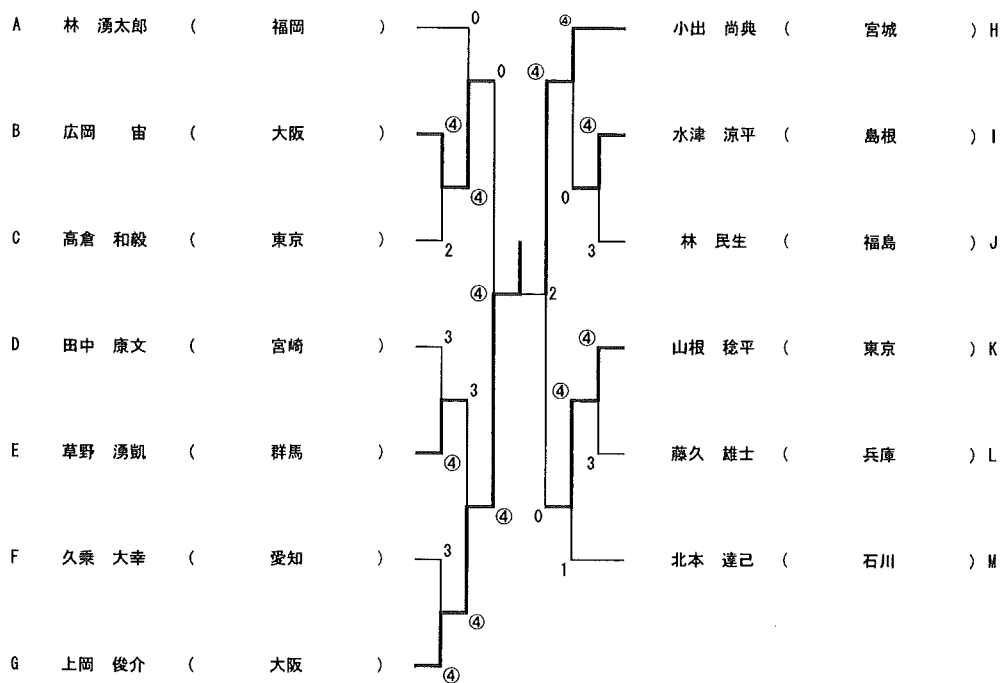 0 ④
A 林 湧太郎 ( 福岡 ) 小出 尚典 ( 宮城 ) H
0 ④
④ ④
B 広岡 宙 ( 大阪 ) 水津 涼平 ( 島根 ) I
④ 0
C 高倉 和毅 ( 東京 ) 林 民生 ( 福島 ) J
2 3
④ 2
3 ④
D 田中 康文 ( 宮崎 ) 山根 稔平 ( 東京 ) K
3 ④
E 草野 湧凱 ( 群馬 ) 藤久 雄士 ( 兵庫 ) L
④ 3
④ 0
3
F 久乗 大幸 ( 愛知 ) 北本 達己 ( 石川 ) M
1
④
G 上岡 俊介 ( 大阪 )
④